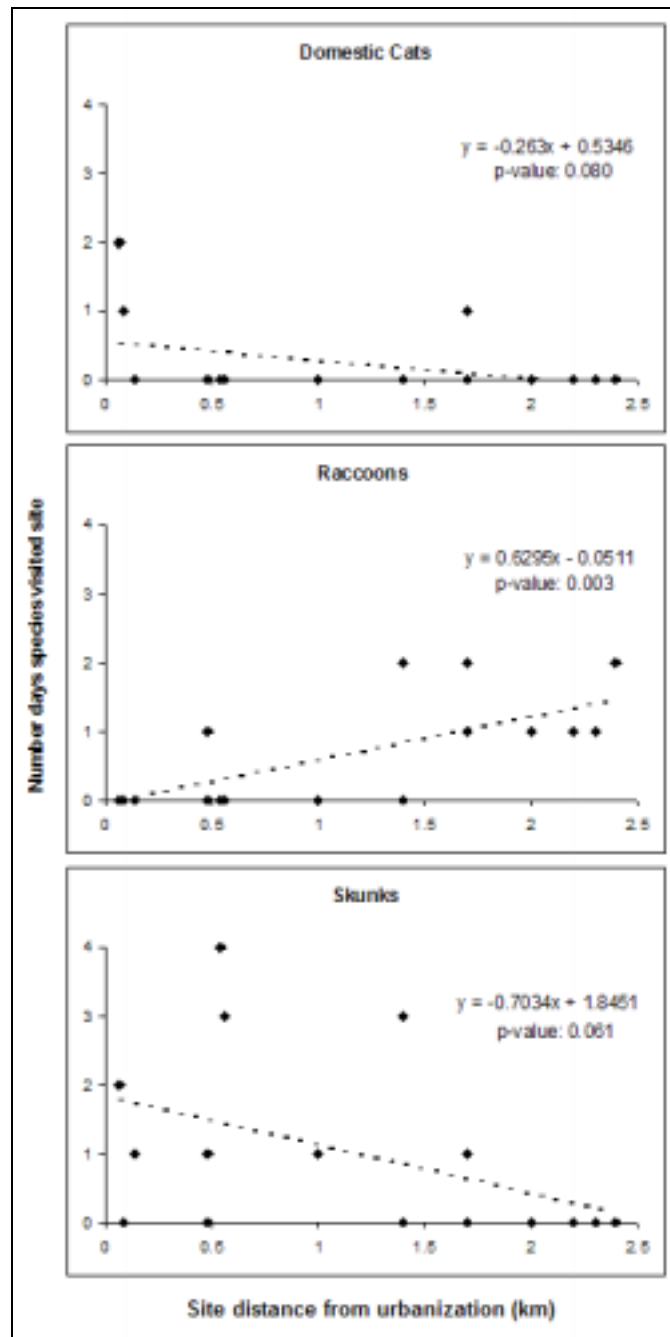 Domestic Cats
4
y = -0.263x + 0.5346
p-value: 0.080
3
2
1
0
0 0.5 1 1.5 2 2.5
Raccoons
4
y = 0.6295x - 0.0511
p-value: 0.003
3
2
1
0
0 0.5 1 1.5 2 2.5
Number days species visited site
Skunks
4
y = -0.7034x + 1.8451
p-value: 0.061
3
2
1
0
0 0.5 1 1.5 2 2.5
Site distance from urbanization (km)